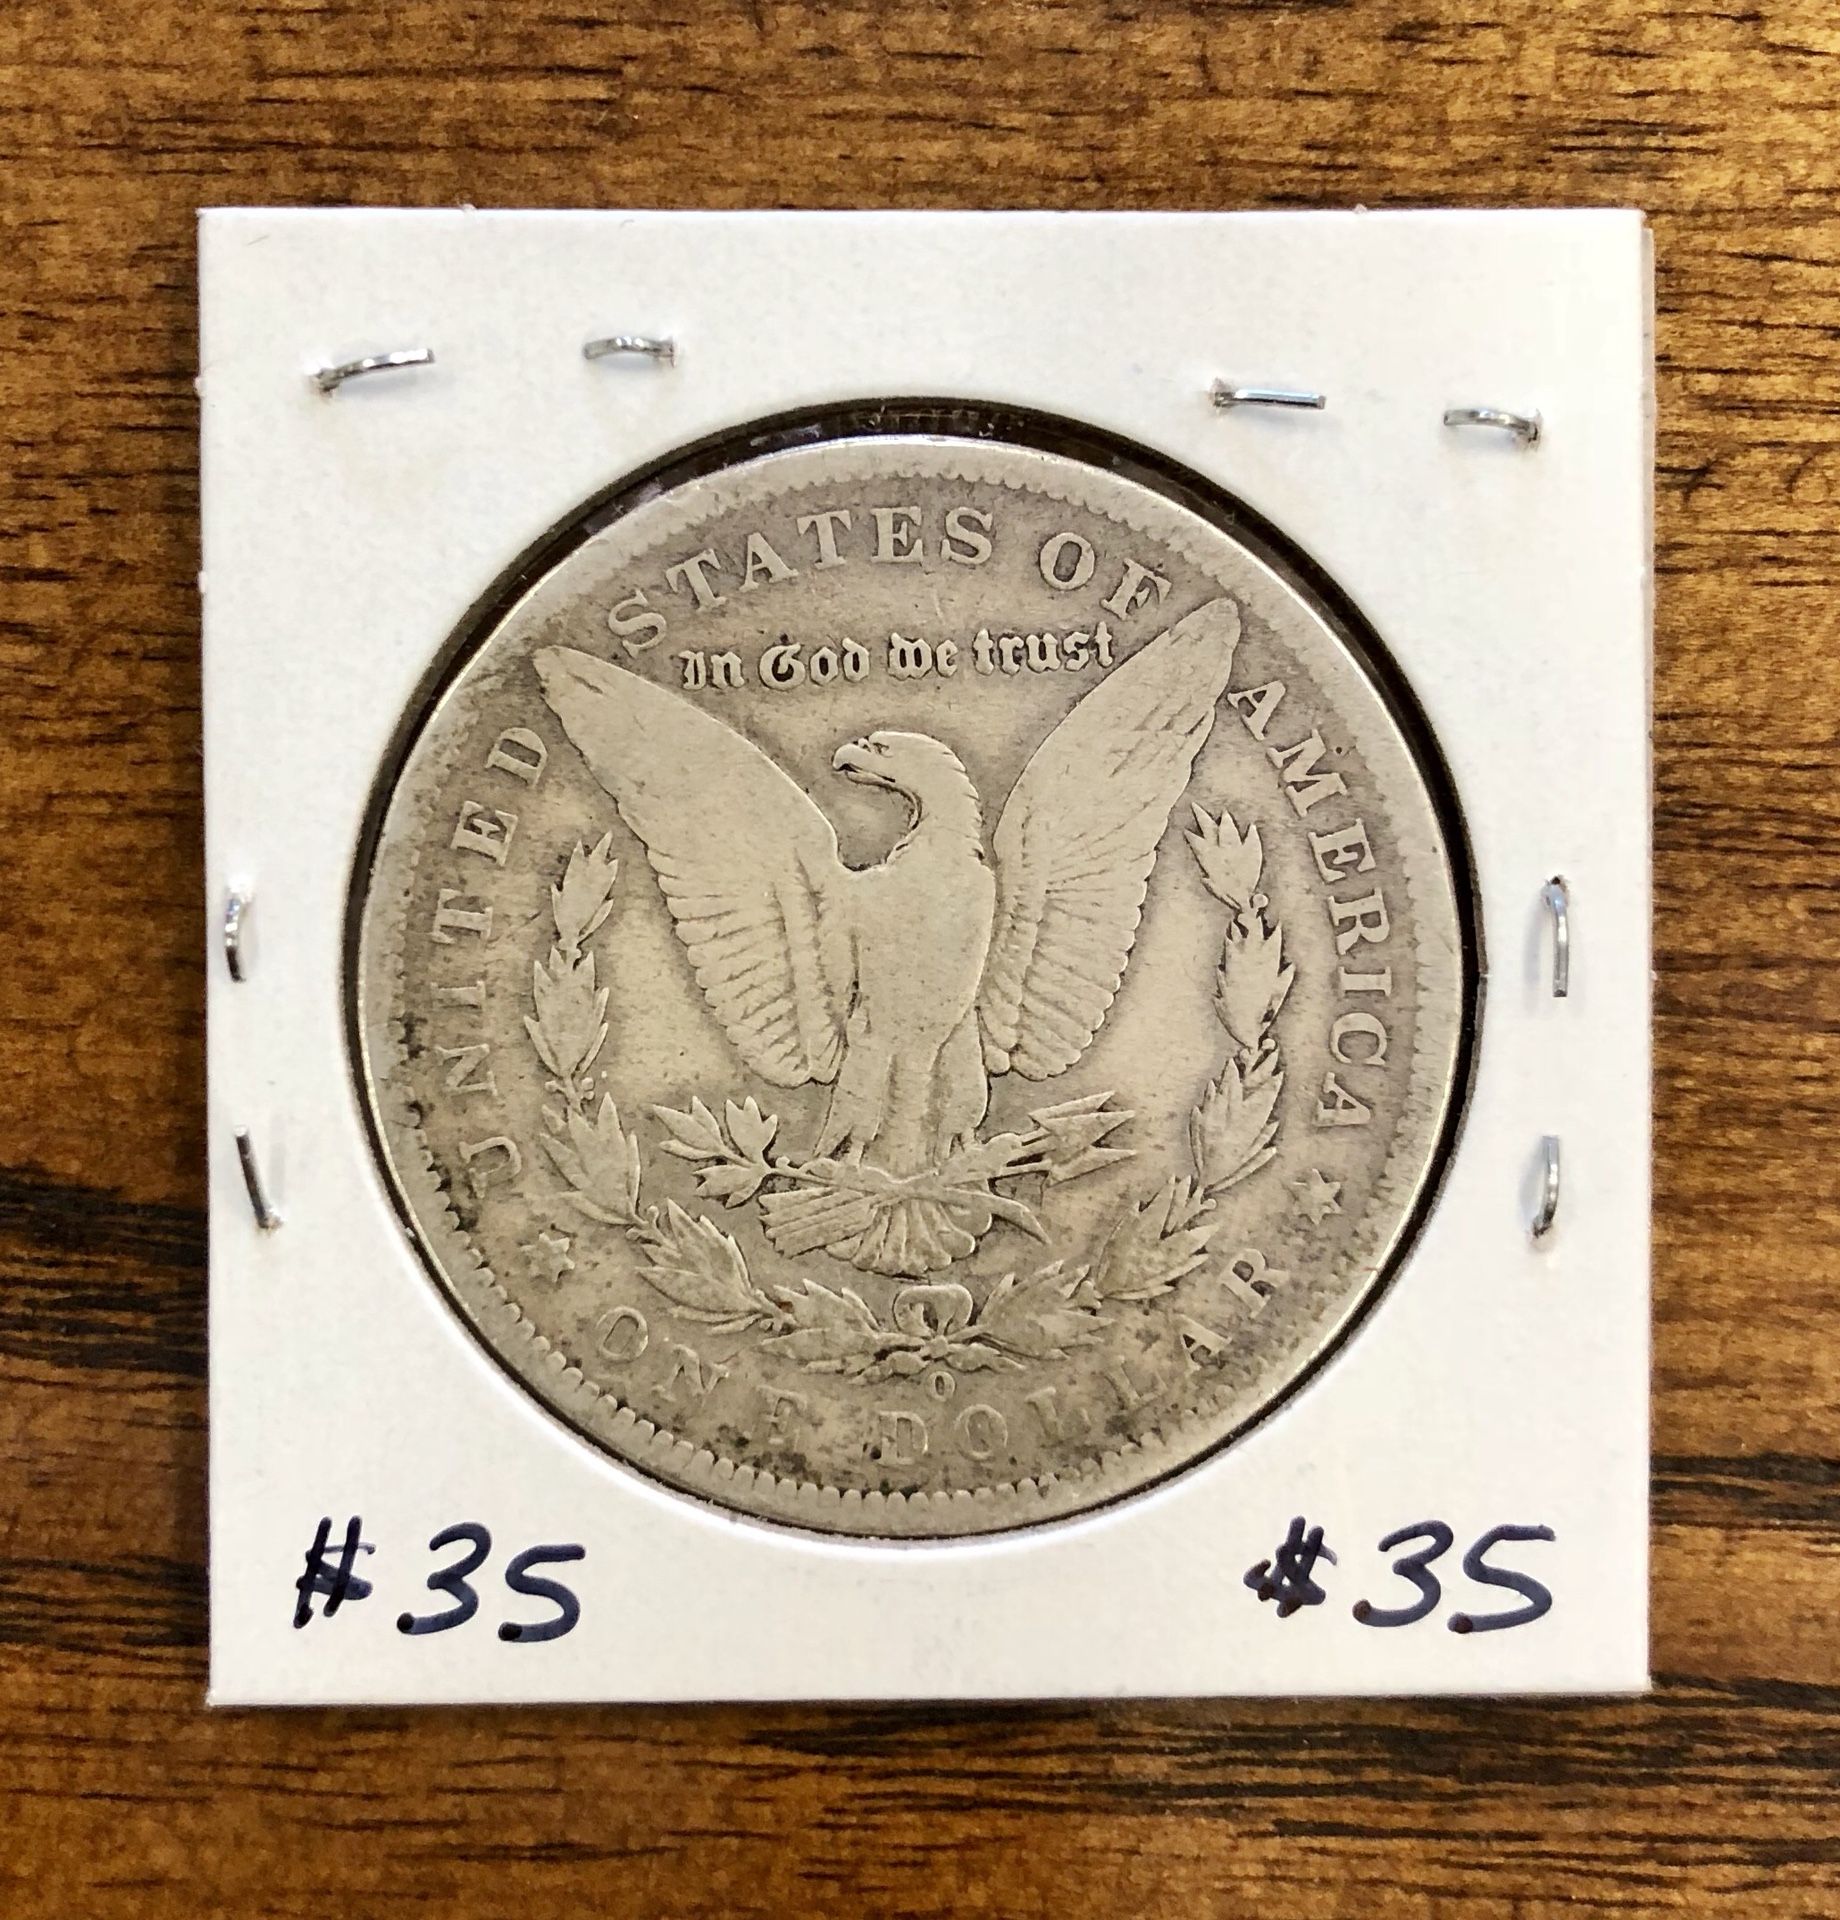 UNITED STATES OF AMERICA
In God we trust
O
ONE DOLLAR
$35 $35